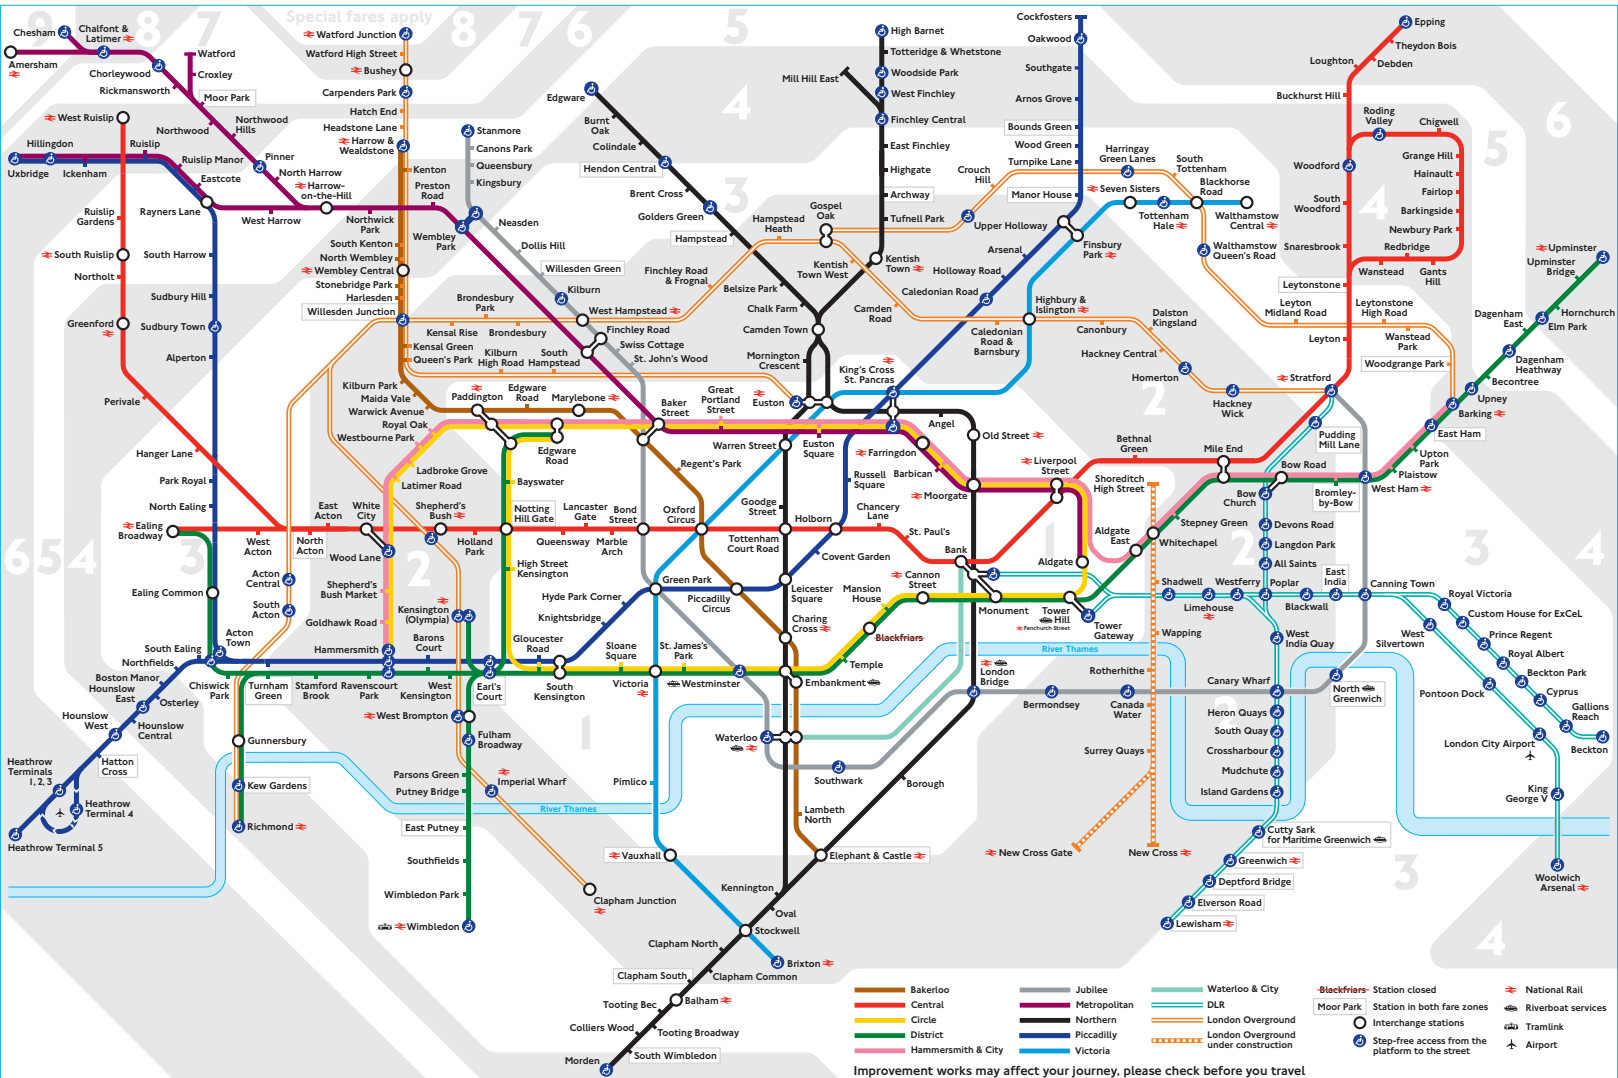 Special fares apply
9
8
7
8
7
6
5
4
3
6
5
4
2
6
5
4
3
2
1
2
2
3
4
3
4
Chesham
Chalfont &
Latimer
Amersham
Chorleywood
Rickmansworth
Watford
Croxley
Moor Park
Northwood
Northwood
Hills
Pinner
North Harrow
Harrow-
on-the-Hill
West Ruislip
Hillingdon
Uxbridge
Ickenham
Ruislip
Ruislip Manor
Eastcote
Rayners Lane
West Harrow
Northwick
Park
Preston
Road
Wembley
Park
Ruislip
Gardens
South Ruislip
Northolt
Greenford
Perivale
Hanger Lane
South Harrow
Sudbury Hill
Sudbury Town
Alperton
Park Royal
North Ealing
Ealing
Broadway
Ealing Common
West
Acton
North
Acton
East
Acton
White
City
Wood Lane
Shepherd's
Bush
Shepherd's
Bush Market
Goldhawk Road
Hammersmith
Acton
Central
South
Acton
Acton
Town
South Ealing
Northfields
Boston Manor
Hounslow
East
Osterley
Hounslow
West
Hounslow
Central
Hatton
Cross
Heathrow
Terminals
1, 2, 3
Heathrow
Terminal 4
Heathrow Terminal 5
Chiswick
Park
Turnham
Green
Stamford
Brook
Ravenscourt
Park
Gunnersbury
Kew Gardens
Richmond
Watford Junction
Watford High Street
Bushey
Carpenders Park
Hatch End
Headstone Lane
Harrow &
Wealdstone
Kenton
South Kenton
North Wembley
Wembley Central
Stonebridge Park
Harlesden
Willesden Junction
Kensal Green
Queen's Park
Kilburn Park
Maida Vale
Warwick Avenue
Royal Oak
Westbourne Park
Ladbroke Grove
Latimer Road
Stanmore
Canons Park
Queensbury
Kingsbury
Neasden
Dollis Hill
Willesden Green
Kilburn
West Hampstead
Finchley Road
Swiss Cottage
St. John's Wood
Brondesbury
Park
Kensal Rise
Brondesbury
Kilburn
High Road
South
Hampstead
Finchley Road
& Frognal
Hampstead
Heath
Gospel
Oak
Kentish
Town West
Camden
Road
Caledonian
Road &
Barnsbury
Highbury &
Islington
Canonbury
Dalston
Kingsland
Hackney Central
Homerton
Hackney
Wick
Stratford
Edgware
Burnt
Oak
Colindale
Hendon Central
Brent Cross
Golders Green
Hampstead
Belsize Park
Chalk Farm
Camden Town
Mornington
Crescent
Euston
High Barnet
Totteridge & Whetstone
Woodside Park
Mill Hill East
West Finchley
Finchley Central
East Finchley
Highgate
Archway
Tufnell Park
Kentish
Town
Cockfosters
Oakwood
Southgate
Arnos Grove
Bounds Green
Wood Green
Turnpike Lane
Manor House
Finsbury
Park
Arsenal
Holloway Road
Caledonian Road
King's Cross
St. Pancras
Crouch
Hill
Upper Holloway
Harringay
Green Lanes
South
Tottenham
Seven Sisters
Tottenham
Hale
Blackhorse
Road
Walthamstow
Central
Walthamstow
Queen's Road
Leyton
Midland Road
Leytonstone
High Road
Wanstead
Park
Woodgrange Park
Epping
Theydon Bois
Debden
Loughton
Buckhurst Hill
Roding
Valley
Chigwell
Grange Hill
Hainault
Fairlop
Barkingside
Newbury Park
Redbridge
Wanstead
Gants
Hill
Woodford
South
Woodford
Snaresbrook
Leytonstone
Leyton
Upminster
Upminster
Bridge
Hornchurch
Elm Park
Dagenham
East
Dagenham
Heathway
Becontree
Upney
Barking
East Ham
Upton
Park
Plaistow
West Ham
Bromley-
by-Bow
Bow Road
Bow
Church
Mile End
Pudding
Mill Lane
Bethnal
Green
Liverpool
Street
Shoreditch
High Street
Stepney Green
Whitechapel
Aldgate
East
Aldgate
Paddington
Edgware
Road
Marylebone
Baker
Street
Great
Portland
Street
Euston
Square
Warren Street
Regent's Park
Edgware
Road
Bayswater
Notting
Hill Gate
Holland
Park
Queensway
Lancaster
Gate
Marble
Arch
Bond
Street
Oxford
Circus
Goodge
Street
Tottenham
Court Road
Holborn
Russell
Square
Chancery
Lane
St. Paul's
Bank
Covent Garden
Leicester
Square
Farringdon
Barbican
Moorgate
Angel
Old Street
High Street
Kensington
Kensington
(Olympia)
Barons
Court
West
Kensington
Earl's
Court
Gloucester
Road
South
Kensington
Knightsbridge
Hyde Park Corner
Green Park
Piccadilly
Circus
Charing
Cross
Sloane
Square
Victoria
St. James's
Park
Westminster
Embankment
Temple
Blackfriars
Mansion
House
Cannon
Street
Monument
Tower
Hill
Fenchurch Street
Tower
Gateway
London
Bridge
River Thames
River Thames
West Brompton
Fulham
Broadway
Parsons Green
Putney Bridge
East Putney
Southfields
Wimbledon Park
Wimbledon
Imperial Wharf
Clapham Junction
Pimlico
Vauxhall
Stockwell
Brixton
Waterloo
Southwark
Lambeth
North
Elephant & Castle
Borough
Kennington
Oval
Clapham North
Clapham Common
Clapham South
Balham
Tooting Bec
Tooting Broadway
Colliers Wood
South Wimbledon
Morden
Bermondsey
Canada
Water
Shadwell
Wapping
Rotherhithe
Surrey Quays
New Cross Gate
New Cross
Limehouse
Westferry
Poplar
Blackwall
East
India
Canning Town
Devons Road
Langdon Park
All Saints
West
India Quay
Canary Wharf
Heron Quays
South Quay
Crossharbour
Mudchute
Island Gardens
Cutty Sark
for Maritime Greenwich
Greenwich
Deptford Bridge
Elverson Road
Lewisham
North
Greenwich
Royal Victoria
Custom House for ExCeL
Prince Regent
Royal Albert
Beckton Park
Cyprus
Gallions
Reach
Beckton
West
Silvertown
Pontoon Dock
London City Airport
King
George V
Woolwich
Arsenal
Bakerloo
Central
Circle
District
Hammersmith & City
Jubilee
Metropolitan
Northern
Piccadilly
Victoria
Waterloo & City
DLR
London Overground
London Overground
under construction
Blackfriars Station closed
Moor Park Station in both fare zones
Interchange stations
Step-free access from the
platform to the street
National Rail
Riverboat services
Tramlink
Airport
Improvement works may affect your journey, please check before you travel